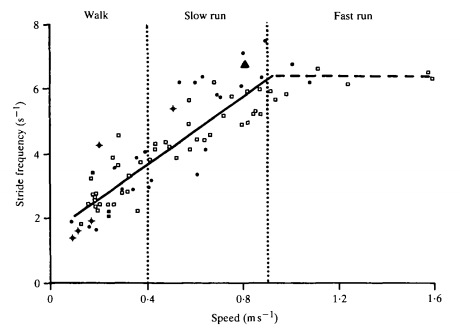 Walk Slow run Fast run
8
6
4
2
0
Stride frequency (s⁻¹)
0 0·4 0·8 1·2 1·6
Speed (m s⁻¹)